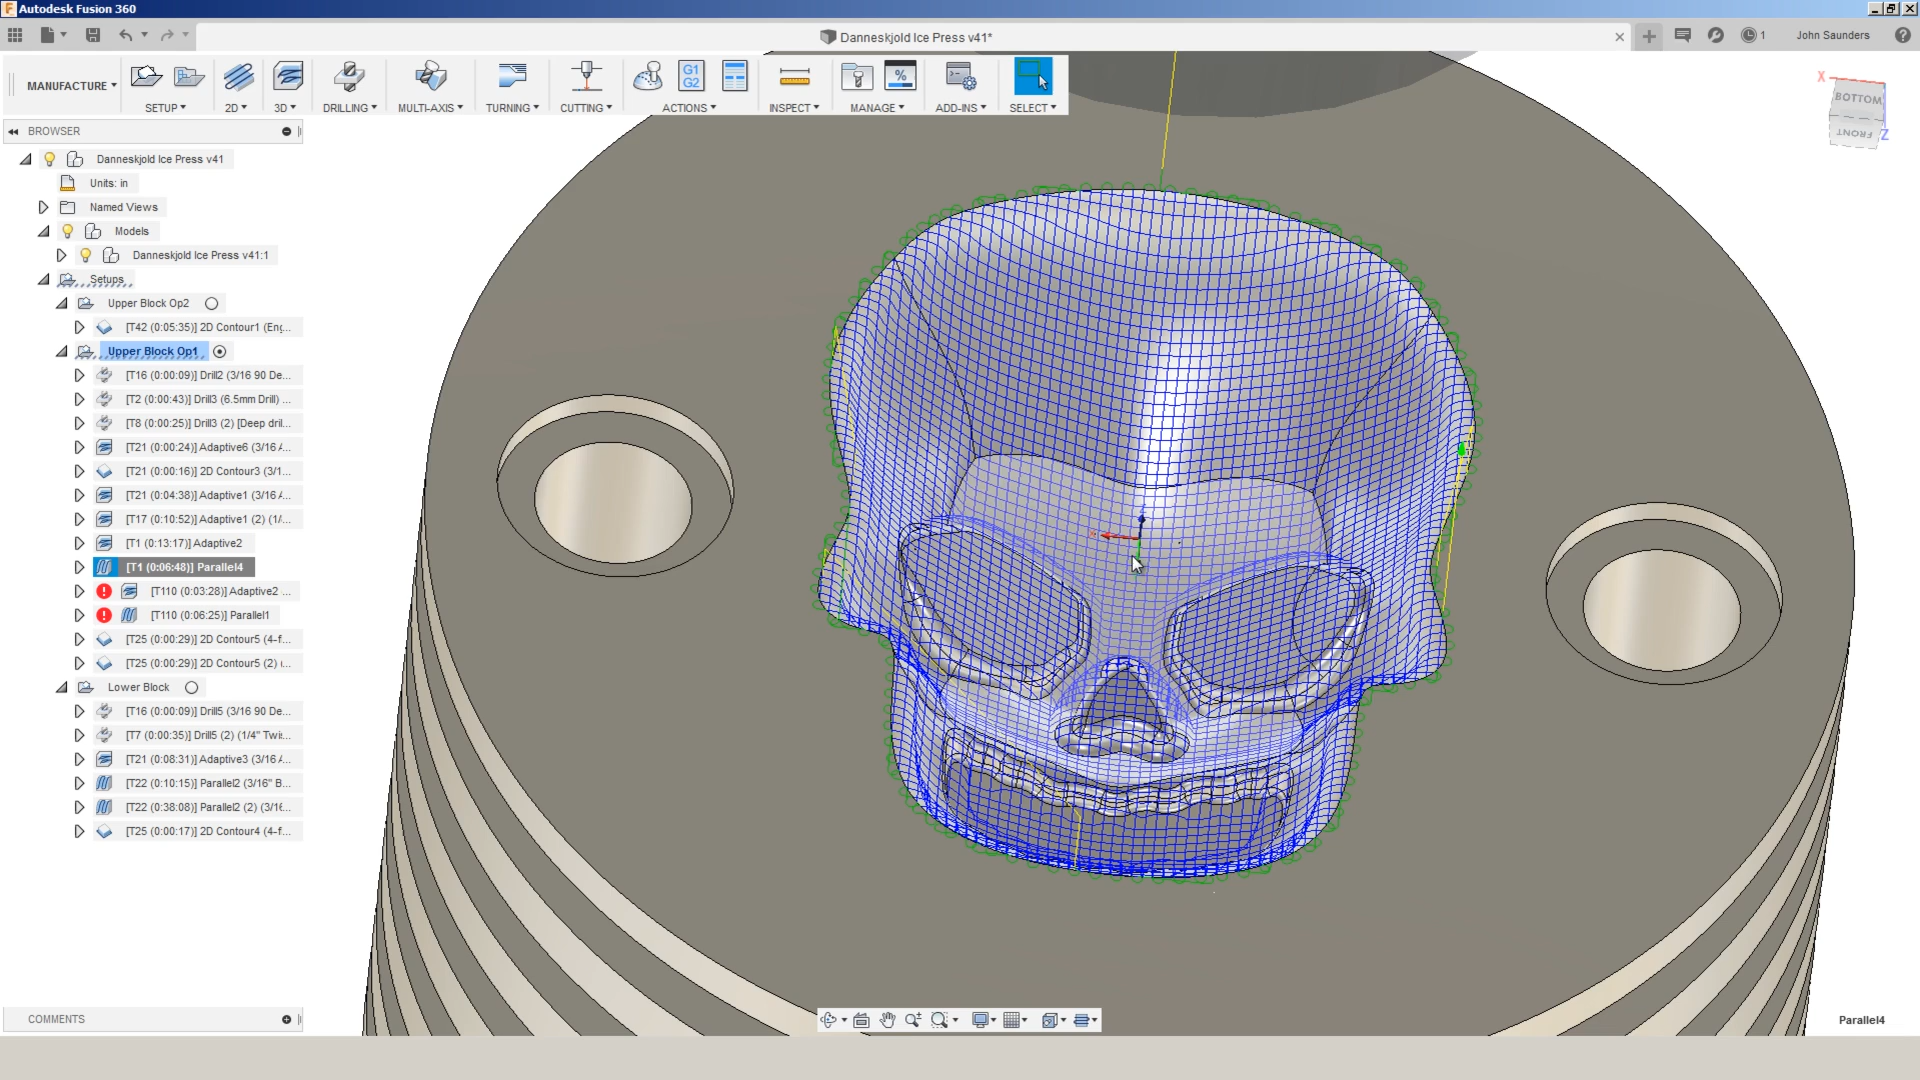 Autodesk Fusion 360
Danneskjold Ice Press v41*
1
John Saunders
MANUFACTURE
SETUP
2D
3D
DRILLING
MULTI-AXIS
TURNING
CUTTING
G1
G2
ACTIONS
INSPECT
%
MANAGE
ADD-INS
SELECT
X
BOTTOM
FRONT
Z
BROWSER
Danneskjold Ice Press v41
Units: in
Named Views
Models
Danneskjold Ice Press v41:1
Setups
Upper Block Op2
[T42 (0:05:35)] 2D Contour1 (Eng...
Upper Block Op1
[T16 (0:00:09)] Drill2 (3/16 90 De...
[T2 (0:00:43)] Drill3 (6.5mm Drill) ...
[T8 (0:00:25)] Drill3 (2) [Deep dril...
[T21 (0:00:24)] Adaptive6 (3/16 A...
[T21 (0:00:16)] 2D Contour3 (3/1...
[T21 (0:04:38)] Adaptive1 (3/16 A...
[T17 (0:10:52)] Adaptive1 (2) (1/...
[T1 (0:13:17)] Adaptive2
[T1 (0:06:48)] Parallel4
[T110 (0:03:28)] Adaptive2 ...
[T110 (0:06:25)] Parallel1
[T25 (0:00:29)] 2D Contour5 (4-f...
[T25 (0:00:29)] 2D Contour5 (2) (...
Lower Block
[T16 (0:00:09)] Drill5 (3/16 90 De...
[T7 (0:00:35)] Drill5 (2) (1/4" Twis...
[T21 (0:08:31)] Adaptive3 (3/16 A...
[T22 (0:10:15)] Parallel2 (3/16" B...
[T22 (0:38:08)] Parallel2 (2) (3/16...
[T25 (0:00:17)] 2D Contour4 (4-f...
COMMENTS
Parallel4